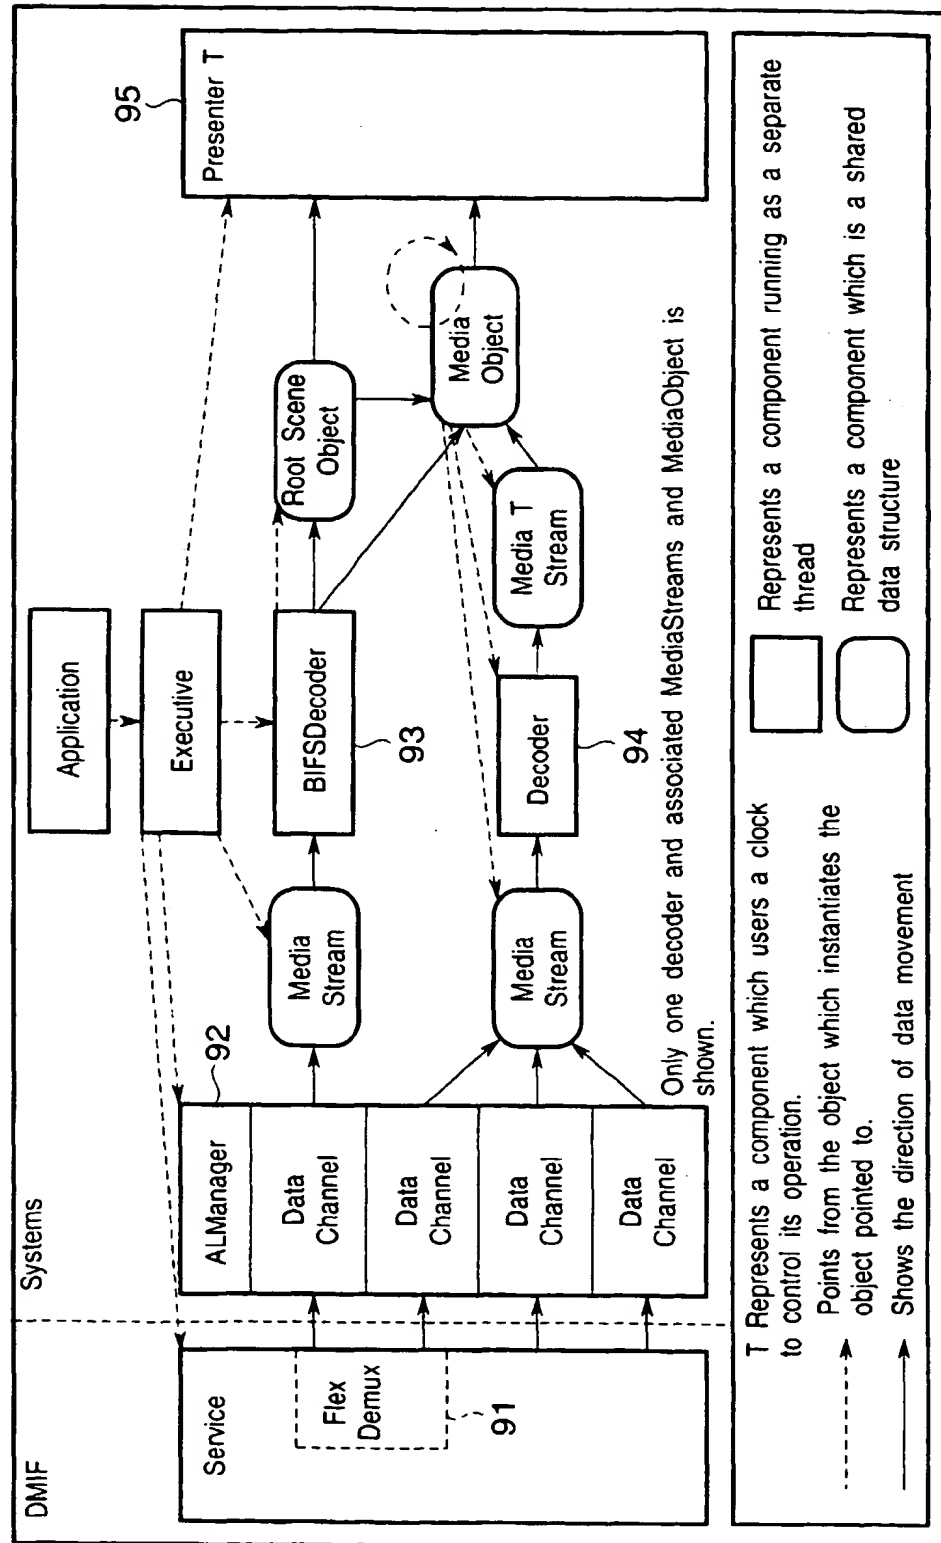 DMIF
Systems
Application
Executive
Service
Flex
Demux
91
ALManager
92
Data
Channel
Data
Channel
Data
Channel
Data
Channel
Media
Stream
BIFSDecoder
93
Root Scene
Object
Presenter T
95
Media
Stream
Decoder
94
Media T
Stream
Media
Object
Only one decoder and associated MediaStreams and MediaObject is
shown.
T Represents a component which users a clock
to control its operation.
Points from the object which instantiates the
object pointed to.
Shows the direction of data movement
Represents a component running as a separate
thread
Represents a component which is a shared
data structure